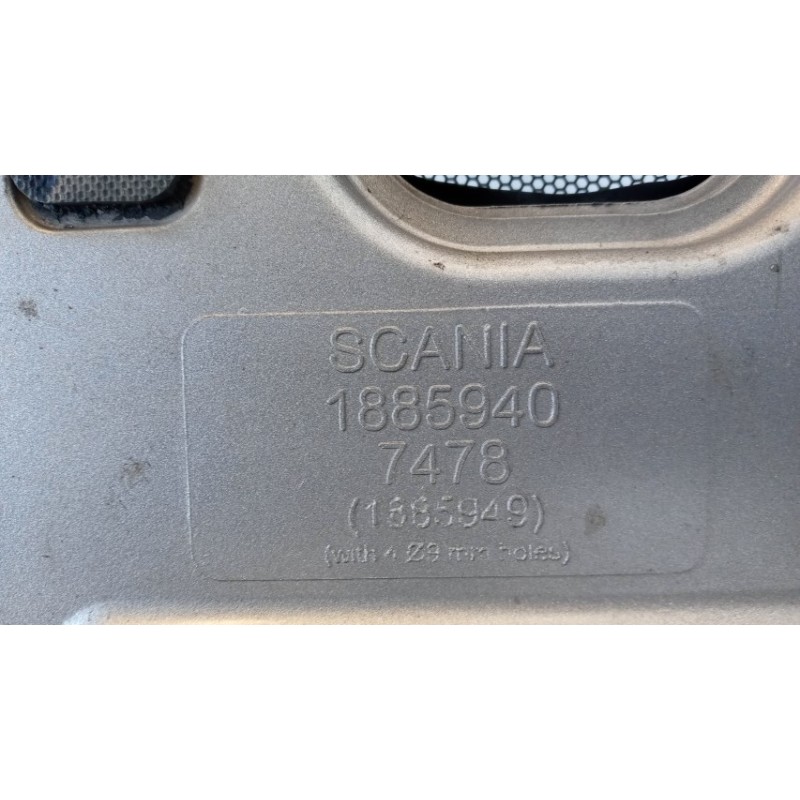 SCANIA
1885940
7478
(1885949)
(with 4 Ø9 mm holes)